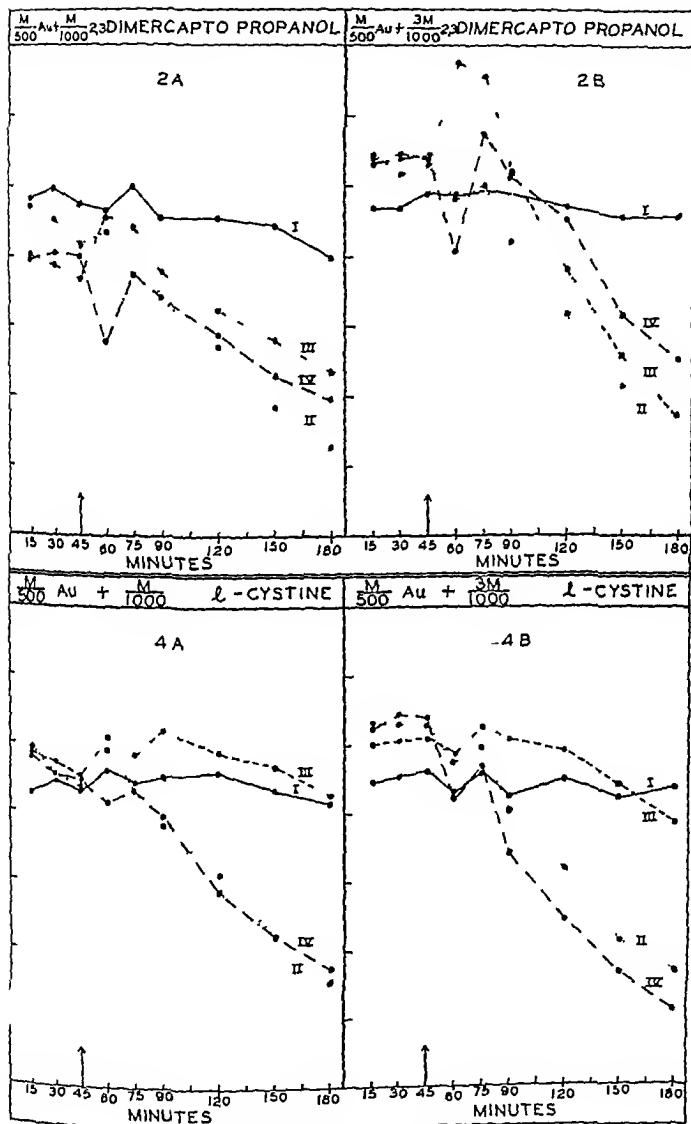 M/500 Au + M/1000 2,3 DIMERCAPTO PROPANOL
M/500 Au + 3M/1000 2,3 DIMERCAPTO PROPANOL
2A
2B
I
III
IV
II
I
IV
III
II
15 30 45 60 75 90 120 150 180
MINUTES
15 30 45 60 75 90 120 150 180
MINUTES
M/500 Au + M/1000 l-CYSTINE
M/500 Au + 3M/1000 l-CYSTINE
4A
4B
III
I
IV
II
I
III
II
IV
15 30 45 60 75 90 120 150 180
MINUTES
15 30 45 60 75 90 120 150 180
MINUTES